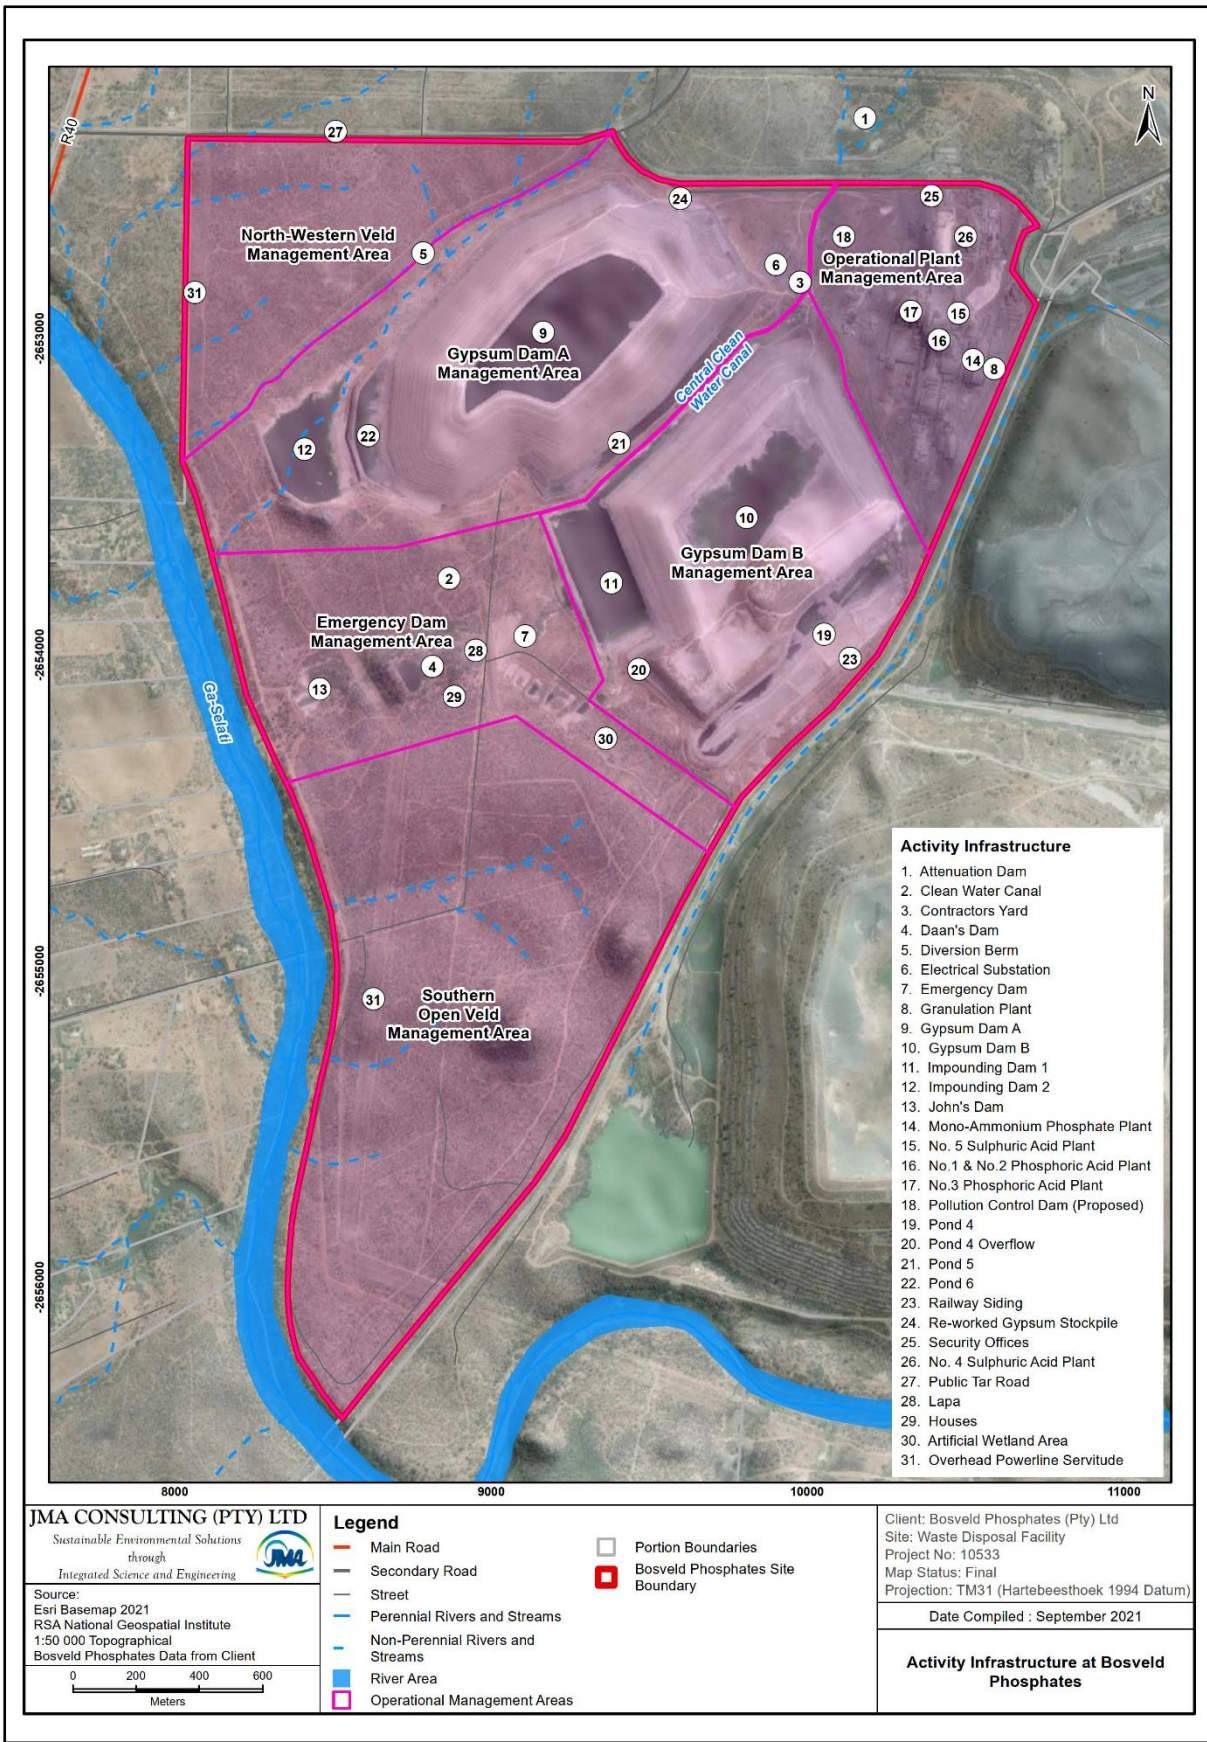 N
R40
1
27
24
25
North-Western Veld
Management Area
5
18
26
Operational Plant
Management Area
6
3
31
17
15
16
14
8
9
Gypsum Dam A
Management Area
Central Clean
Water Canal
22
21
12
10
Gypsum Dam B
Management Area
11
2
Emergency Dam
Management Area
7
19
28
4
20
23
13
29
30
Ga-Selati
31
Southern
Open Veld
Management Area
-2653000
-2654000
-2655000
-2656000
8000
9000
10000
11000
Activity Infrastructure
1. Attenuation Dam
2. Clean Water Canal
3. Contractors Yard
4. Daan's Dam
5. Diversion Berm
6. Electrical Substation
7. Emergency Dam
8. Granulation Plant
9. Gypsum Dam A
10. Gypsum Dam B
11. Impounding Dam 1
12. Impounding Dam 2
13. John's Dam
14. Mono-Ammonium Phosphate Plant
15. No. 5 Sulphuric Acid Plant
16. No.1 & No.2 Phosphoric Acid Plant
17. No.3 Phosphoric Acid Plant
18. Pollution Control Dam (Proposed)
19. Pond 4
20. Pond 4 Overflow
21. Pond 5
22. Pond 6
23. Railway Siding
24. Re-worked Gypsum Stockpile
25. Security Offices
26. No. 4 Sulphuric Acid Plant
27. Public Tar Road
28. Lapa
29. Houses
30. Artificial Wetland Area
31. Overhead Powerline Servitude
JMA CONSULTING (PTY) LTD
Sustainable Environmental Solutions
through
Integrated Science and Engineering
JMA
Source:
Esri Basemap 2021
RSA National Geospatial Institute
1:50 000 Topographical
Bosveld Phosphates Data from Client
0 200 400 600
Meters
Legend
Main Road
Secondary Road
Street
Perennial Rivers and Streams
Non-Perennial Rivers and
Streams
River Area
Operational Management Areas
Portion Boundaries
Bosveld Phosphates Site
Boundary
Client: Bosveld Phosphates (Pty) Ltd
Site: Waste Disposal Facility
Project No: 10533
Map Status: Final
Projection: TM31 (Hartebeesthoek 1994 Datum)
Date Compiled : September 2021
Activity Infrastructure at Bosveld
Phosphates